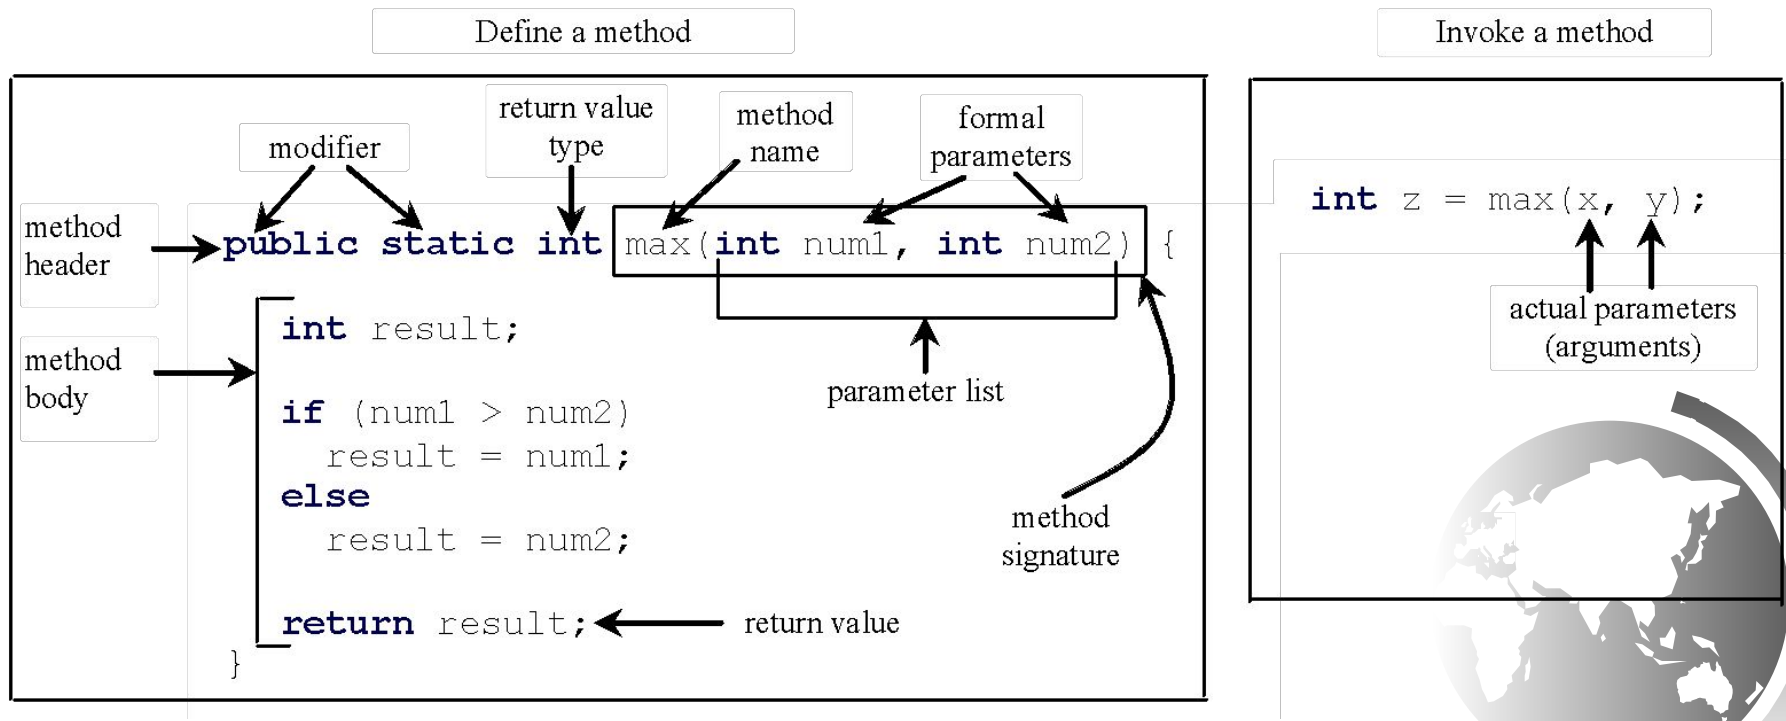 Define a method
Invoke a method
modifier
return value
type
method
name
formal
parameters
method
header
public static int max(int num1, int num2) {
method
body
int result;
if (num1 > num2)
result = num1;
else
result = num2;
return result;
}
parameter list
method
signature
return value
int z = max(x, y);
actual parameters
(arguments)